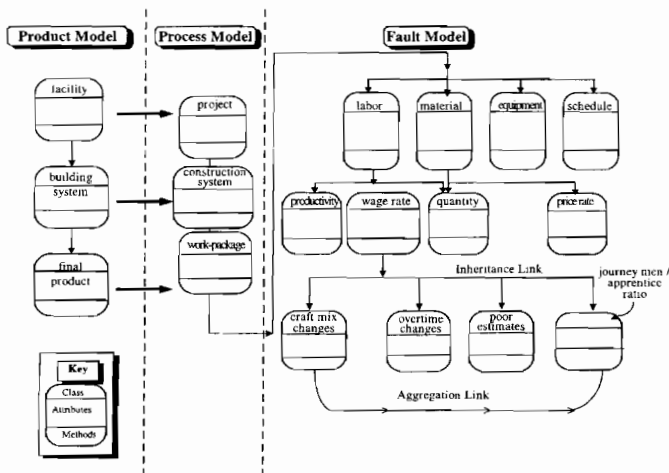 Product Model
Process Model
Fault Model
facility
building
system
final
product
project
construction
system
work-package
labor
material
equipment
schedule
productivity
wage rate
quantity
price rate
Inheritance Link
journey men /
apprentice
ratio
craft mix
changes
overtime
changes
poor
estimates
Aggregation Link
Key
Class
Attributes
Methods